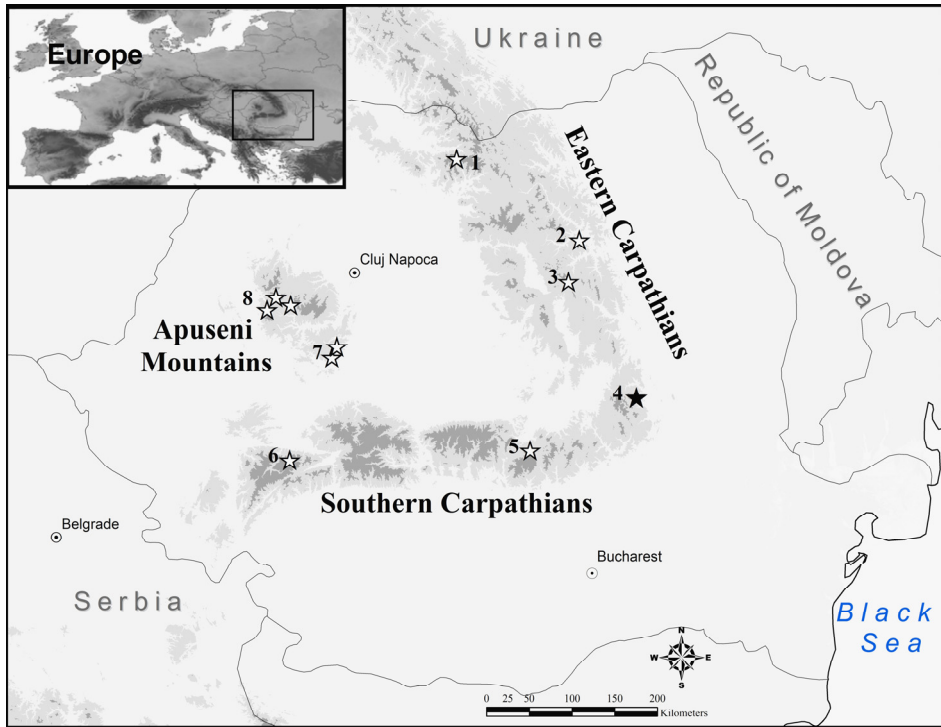 Europe
Ukraine
Republic of Moldova
Eastern Carpathians
1
2
3
Cluj Napoca
8
Apuseni
Mountains
7
4
5
6
Southern Carpathians
Belgrade
Bucharest
Serbia
Black
Sea
N
W E
S
0 25 50 100 150 200
Kilometers